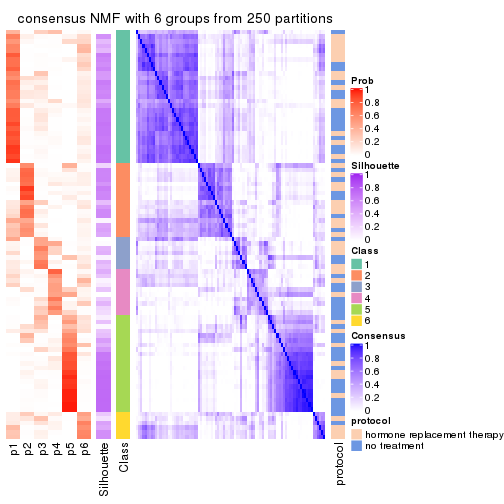 consensus NMF with 6 groups from 250 partitions
Prob
1
0.8
0.6
0.4
0.2
0
Silhouette
1
0.8
0.6
0.4
0.2
0
Class
1
2
3
4
5
6
Consensus
1
0.8
0.6
0.4
0.2
0
protocol
hormone replacement therapy
no treatment
p1
p2
p3
p4
p5
p6
Silhouette
Class
protocol